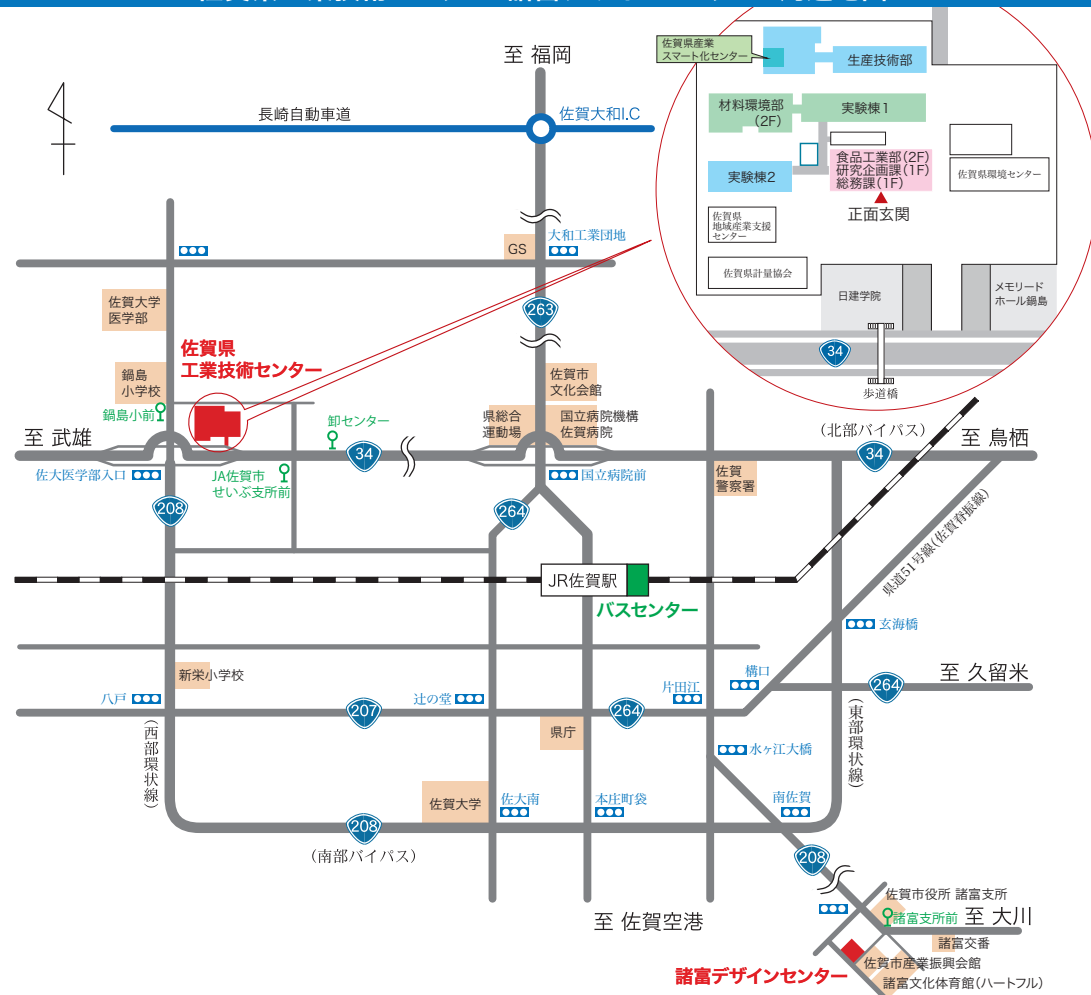 至 福岡
長崎自動車道
佐賀大和I.C
佐賀県産業
スマート化センター
生産技術部
材料環境部
(2F)
実験棟1
食品工業部(2F)
研究企画課(1F)
総務課(1F)
実験棟2
正面玄関
佐賀県環境センター
佐賀県
地域産業支援
センター
佐賀県計量協会
日建学院
メモリード
ホール鍋島
34
歩道橋
GS
大和工業団地
263
佐賀大学
医学部
佐賀県
工業技術センター
鍋島
小学校
鍋島小前
佐賀市
文化会館
県総合
運動場
国立病院機構
佐賀病院
卸センター
至 武雄
34
(北部バイパス)
34
至 鳥栖
佐大医学部入口
JA佐賀市
せいぶ支所前
国立病院前
佐賀
警察署
208
264
県道51号線(佐賀脊振線)
JR佐賀駅
バスセンター
玄海橋
新栄小学校
構口
至 久留米
264
八戸
207
辻の堂
264
片田江
県庁
水ヶ江大橋
(西部環状線)
(東部環状線)
佐賀大学
佐大南
本庄町袋
南佐賀
208
(南部バイパス)
208
佐賀市役所 諸富支所
諸富支所前
至 大川
至 佐賀空港
諸富交番
佐賀市産業振興会館
諸富デザインセンター
諸富文化体育館(ハートフル)